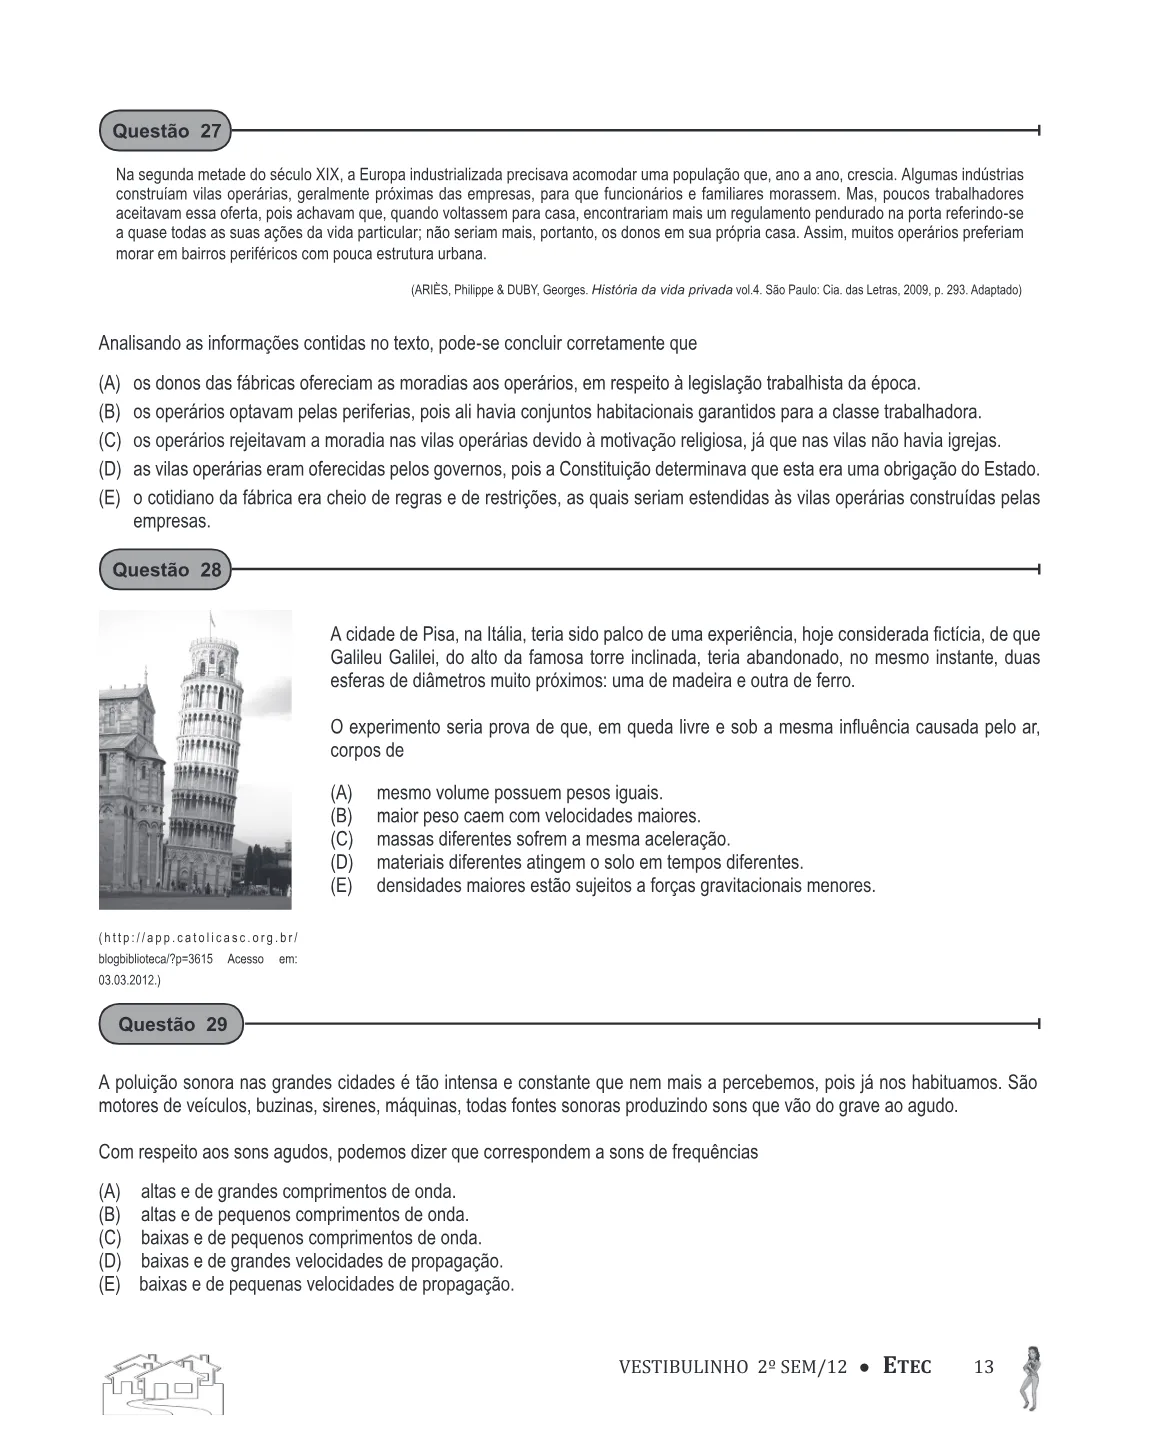 Questão 27
Na segunda metade do século XIX, a Europa industrializada precisava acomodar uma população que, ano a ano, crescia. Algumas indústrias
construíam vilas operárias, geralmente próximas das empresas, para que funcionários e familiares morassem. Mas, poucos trabalhadores
aceitavam essa oferta, pois achavam que, quando voltassem para casa, encontrariam mais um regulamento pendurado na porta referindo-se
a quase todas as suas ações da vida particular; não seriam mais, portanto, os donos em sua própria casa. Assim, muitos operários preferiam
morar em bairros periféricos com pouca estrutura urbana.
(ARIÈS, Philippe & DUBY, Georges. História da vida privada vol.4. São Paulo: Cia. das Letras, 2009, p. 293. Adaptado)
Analisando as informações contidas no texto, pode-se concluir corretamente que
(A) os donos das fábricas ofereciam as moradias aos operários, em respeito à legislação trabalhista da época.
(B) os operários optavam pelas periferias, pois ali havia conjuntos habitacionais garantidos para a classe trabalhadora.
(C) os operários rejeitavam a moradia nas vilas operárias devido à motivação religiosa, já que nas vilas não havia igrejas.
(D) as vilas operárias eram oferecidas pelos governos, pois a Constituição determinava que esta era uma obrigação do Estado.
(E) o cotidiano da fábrica era cheio de regras e de restrições, as quais seriam estendidas às vilas operárias construídas pelas
empresas.
Questão 28
A cidade de Pisa, na Itália, teria sido palco de uma experiência, hoje considerada fictícia, de que
Galileu Galilei, do alto da famosa torre inclinada, teria abandonado, no mesmo instante, duas
esferas de diâmetros muito próximos: uma de madeira e outra de ferro.
O experimento seria prova de que, em queda livre e sob a mesma influência causada pelo ar,
corpos de
(A) mesmo volume possuem pesos iguais.
(B) maior peso caem com velocidades maiores.
(C) massas diferentes sofrem a mesma aceleração.
(D) materiais diferentes atingem o solo em tempos diferentes.
(E) densidades maiores estão sujeitos a forças gravitacionais menores.
(http://app.catolicasc.org.br/
blogbiblioteca/?p=3615 Acesso em:
03.03.2012.)
Questão 29
A poluição sonora nas grandes cidades é tão intensa e constante que nem mais a percebemos, pois já nos habituamos. São
motores de veículos, buzinas, sirenes, máquinas, todas fontes sonoras produzindo sons que vão do grave ao agudo.
Com respeito aos sons agudos, podemos dizer que correspondem a sons de frequências
(A) altas e de grandes comprimentos de onda.
(B) altas e de pequenos comprimentos de onda.
(C) baixas e de pequenos comprimentos de onda.
(D) baixas e de grandes velocidades de propagação.
(E) baixas e de pequenas velocidades de propagação.
VESTIBULINHO 2º SEM/12 • ETEC 13